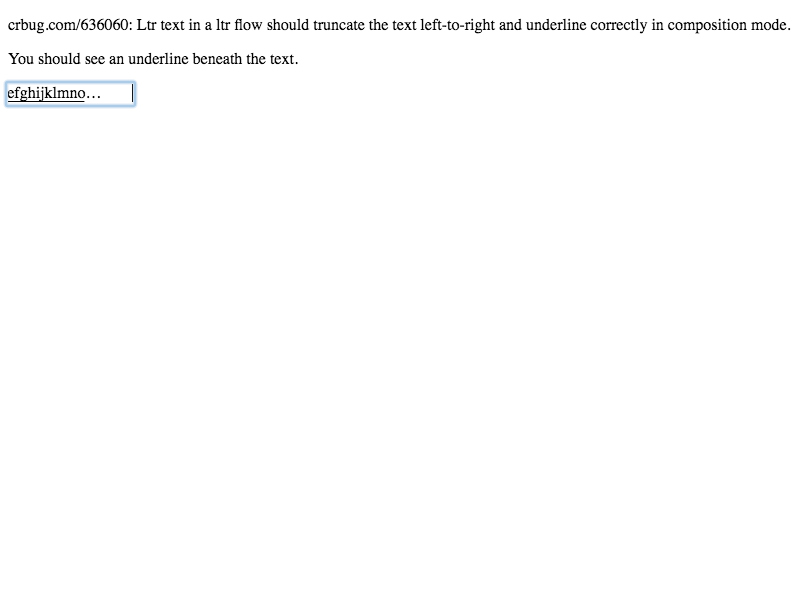 crbug.com/636060: Ltr text in a ltr flow should truncate the text left-to-right and underline correctly in composition mode.
You should see an underline beneath the text.
efghijklmno…